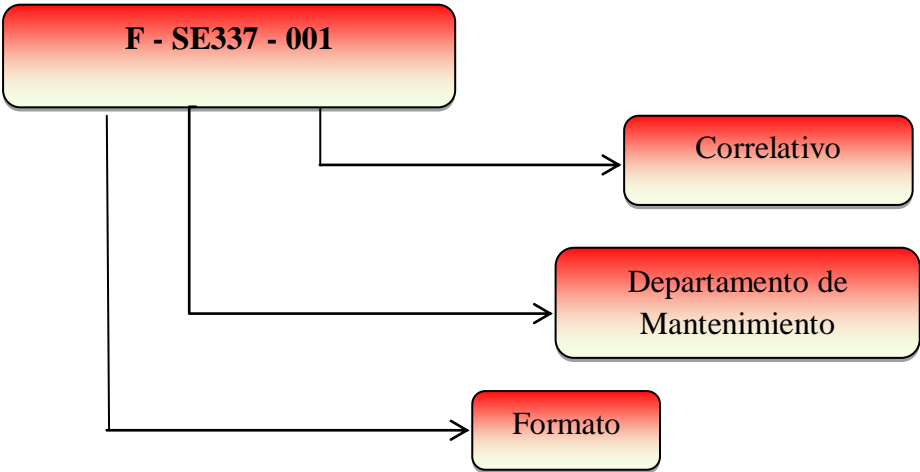 F - SE337 - 001
Correlativo
Departamento de
Mantenimiento
Formato